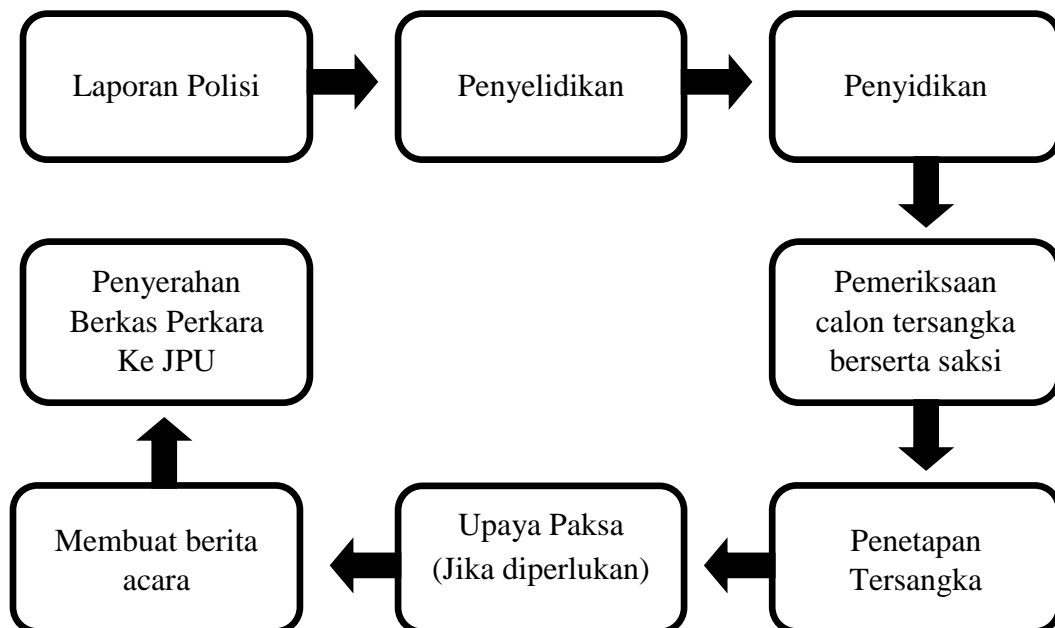 Laporan Polisi
Penyelidikan
Penyidikan
Pemeriksaan
calon tersangka
berserta saksi
Penetapan
Tersangka
Upaya Paksa
(Jika diperlukan)
Membuat berita
acara
Penyerahan
Berkas Perkara
Ke JPU